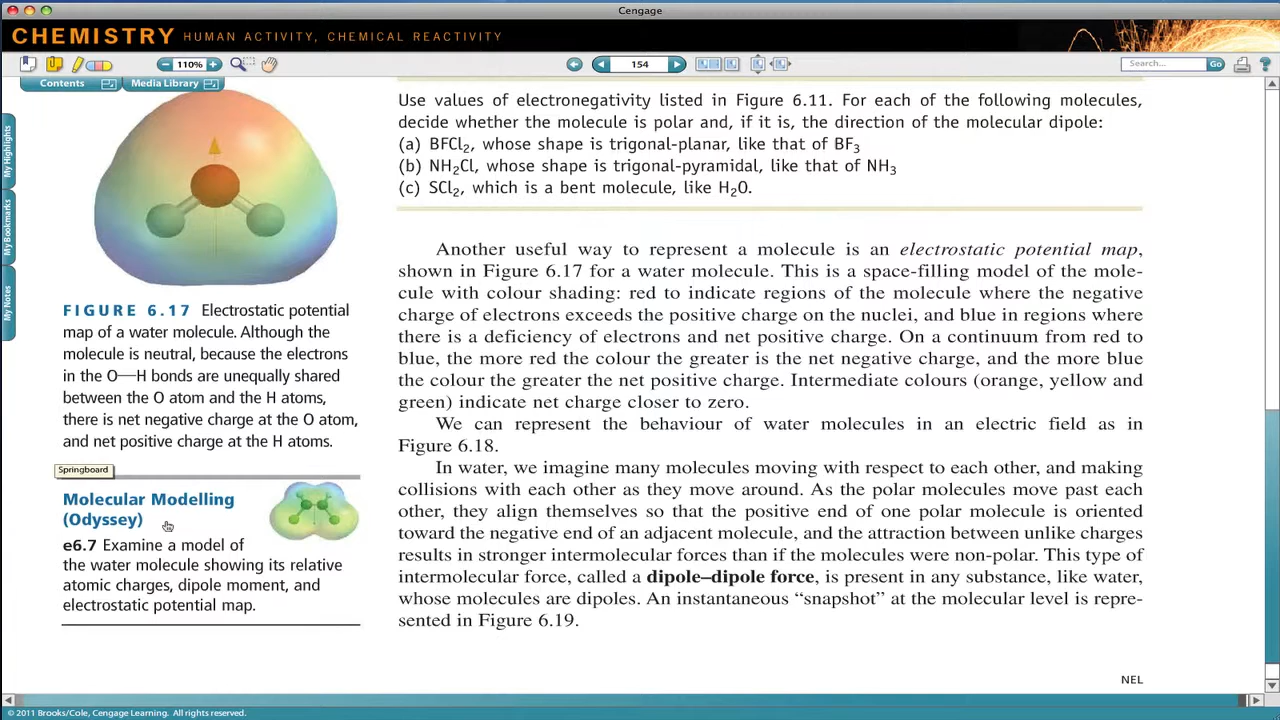 Cengage
CHEMISTRY HUMAN ACTIVITY, CHEMICAL REACTIVITY
110%
154
Search...
Go
?
Contents
Media Library
My Highlights
My Bookmarks
My Notes
FIGURE 6.17 Electrostatic potential
map of a water molecule. Although the
molecule is neutral, because the electrons
in the O—H bonds are unequally shared
between the O atom and the H atoms,
there is net negative charge at the O atom,
and net positive charge at the H atoms.
Springboard
Molecular Modelling
(Odyssey)
e6.7 Examine a model of
the water molecule showing its relative
atomic charges, dipole moment, and
electrostatic potential map.
Use values of electronegativity listed in Figure 6.11. For each of the following molecules,
decide whether the molecule is polar and, if it is, the direction of the molecular dipole:
(a) BFCl₂, whose shape is trigonal-planar, like that of BF₃
(b) NH₂Cl, whose shape is trigonal-pyramidal, like that of NH₃
(c) SCl₂, which is a bent molecule, like H₂O.
Another useful way to represent a molecule is an electrostatic potential map,
shown in Figure 6.17 for a water molecule. This is a space-filling model of the mole-
cule with colour shading: red to indicate regions of the molecule where the negative
charge of electrons exceeds the positive charge on the nuclei, and blue in regions where
there is a deficiency of electrons and net positive charge. On a continuum from red to
blue, the more red the colour the greater is the net negative charge, and the more blue
the colour the greater the net positive charge. Intermediate colours (orange, yellow and
green) indicate net charge closer to zero.
We can represent the behaviour of water molecules in an electric field as in
Figure 6.18.
In water, we imagine many molecules moving with respect to each other, and making
collisions with each other as they move around. As the polar molecules move past each
other, they align themselves so that the positive end of one polar molecule is oriented
toward the negative end of an adjacent molecule, and the attraction between unlike charges
results in stronger intermolecular forces than if the molecules were non-polar. This type of
intermolecular force, called a dipole–dipole force, is present in any substance, like water,
whose molecules are dipoles. An instantaneous “snapshot” at the molecular level is repre-
sented in Figure 6.19.
NEL
© 2011 Brooks/Cole, Cengage Learning. All rights reserved.